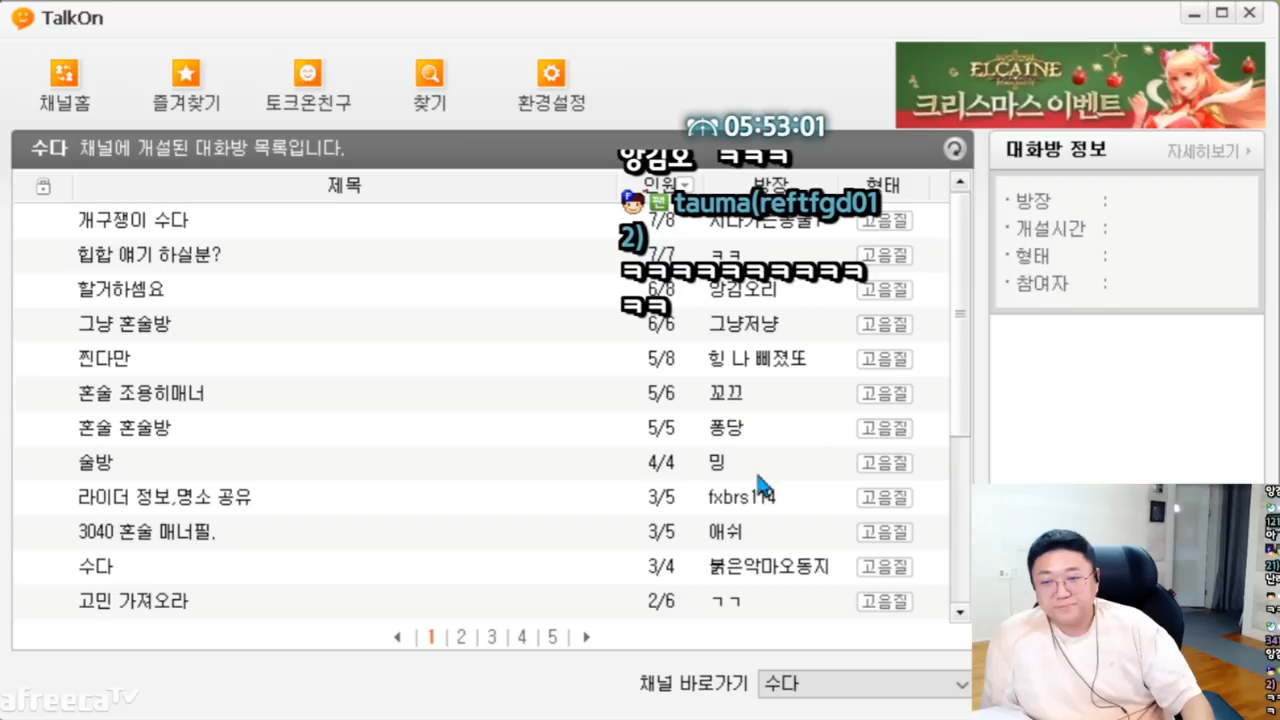 TalkOn
채널홈 즐겨찾기 토크온친구 찾기 환경설정
ELCAINE
크리스마스 이벤트
05:53:01
수다 채널에 개설된 대화방 목록입니다.
앙김호 ㅋㅋㅋ
대화방 정보 자세히보기
제목 인원 방장 형태
tauma(reftfgd01
2)
ㅋㅋㅋㅋㅋㅋㅋㅋㅋㅋ
ㅋㅋ
개구쟁이 수다 7/8 고음질
힙합 얘기 하실분? 7/7 ㅋㅋ 고음질
할거하셈요 6/8 앙김오리 고음질
그냥 혼술방 6/6 그냥저냥 고음질
찐다만 5/8 힝 나 삐졌또 고음질
혼술 조용히매너 5/6 꼬끄 고음질
혼술 혼술방 5/5 퐁당 고음질
술방 4/4 밍 고음질
라이더 정보,명소 공유 3/5 fxbrs114 고음질
3040 혼술 매너필. 3/5 애쉬 고음질
수다 3/4 붉은악마오동지 고음질
고민 가져오라 2/6 ㄱㄱ 고음질
· 방장 :
· 개설시간 :
· 형태 :
· 참여자 :
1 | 2 | 3 | 4 | 5
채널 바로가기 수다
afreecaTV